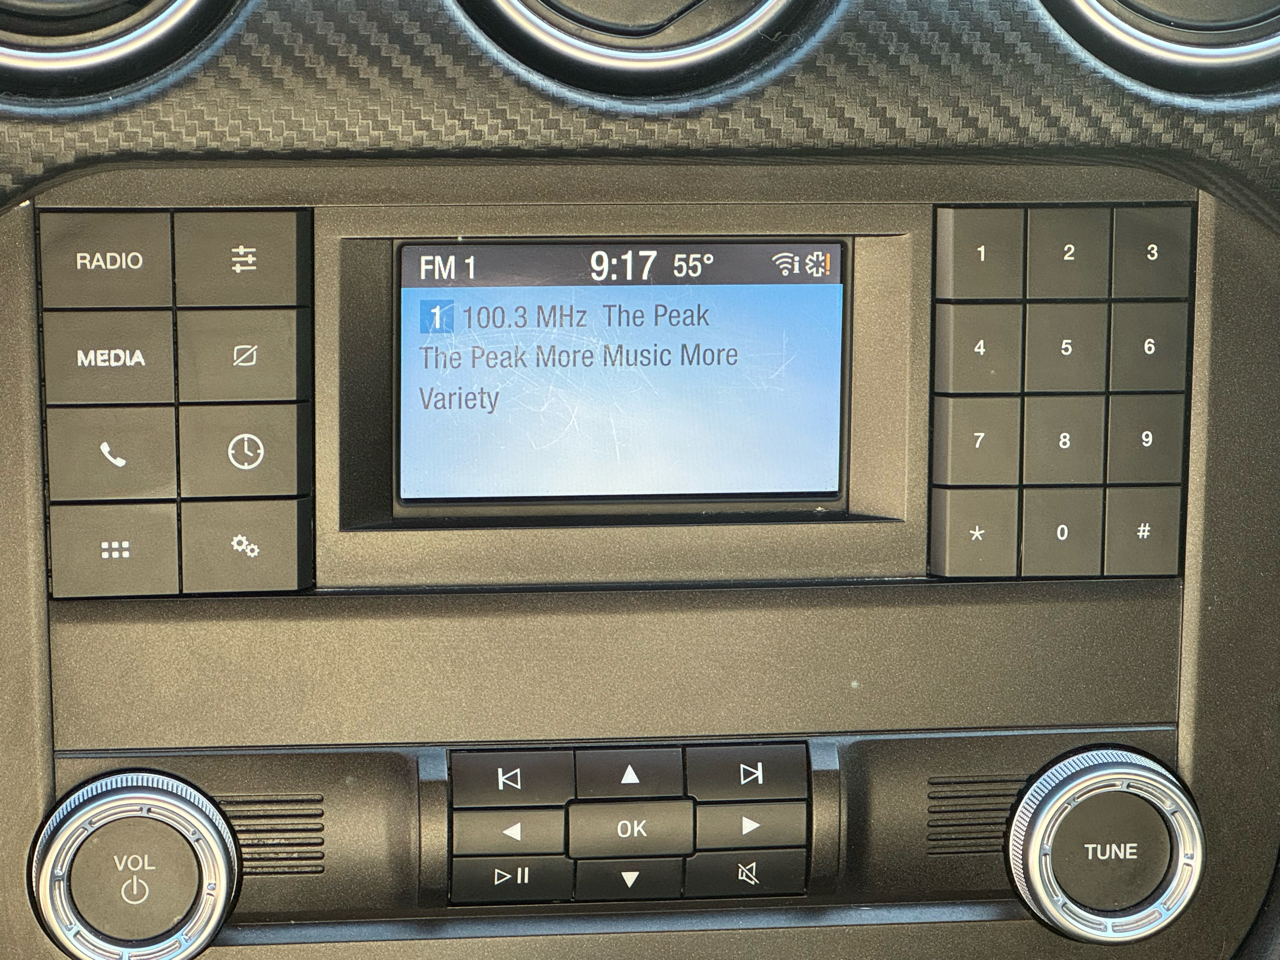 FM 1 9:17 55°
1 100.3 MHz The Peak
The Peak More Music More
Variety
RADIO
MEDIA
1 2 3
4 5 6
7 8 9
* 0 #
OK
VOL
TUNE